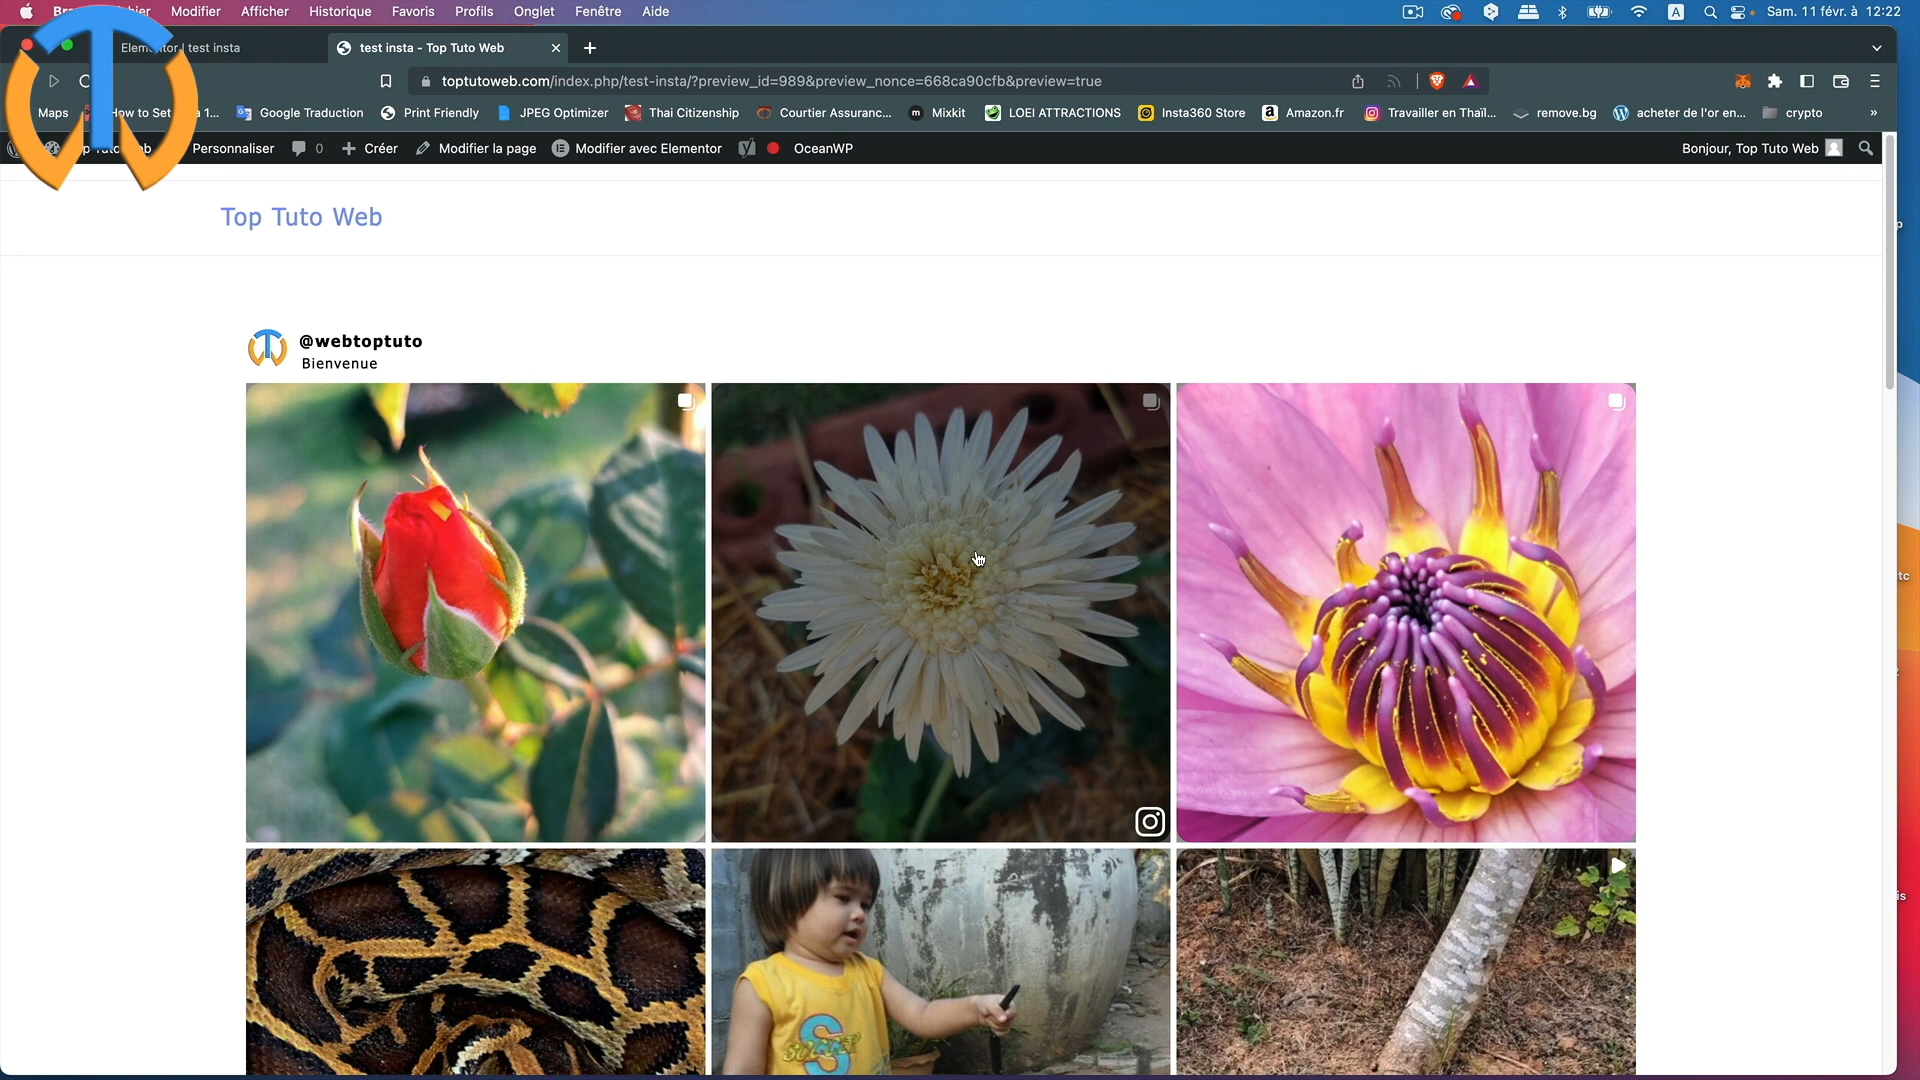 Modifier Afficher Historique Favoris Profils Onglet Fenêtre Aide A Sam. 11 févr. à 12:22
test insta
test insta - Top Tuto Web
toptutoweb.com/index.php/test-insta/?preview_id=989&preview_nonce=668ca90cfb&preview=true
Maps Google Traduction Print Friendly JPEG Optimizer Thai Citizenship Courtier Assuranc... m Mixkit LOEI ATTRACTIONS Insta360 Store a Amazon.fr Travailler en Thaïl... remove.bg acheter de l'or en... crypto »
Personnaliser 0 Créer Modifier la page Modifier avec Elementor OceanWP Bonjour, Top Tuto Web
Top Tuto Web
@webtoptuto
Bienvenue
S